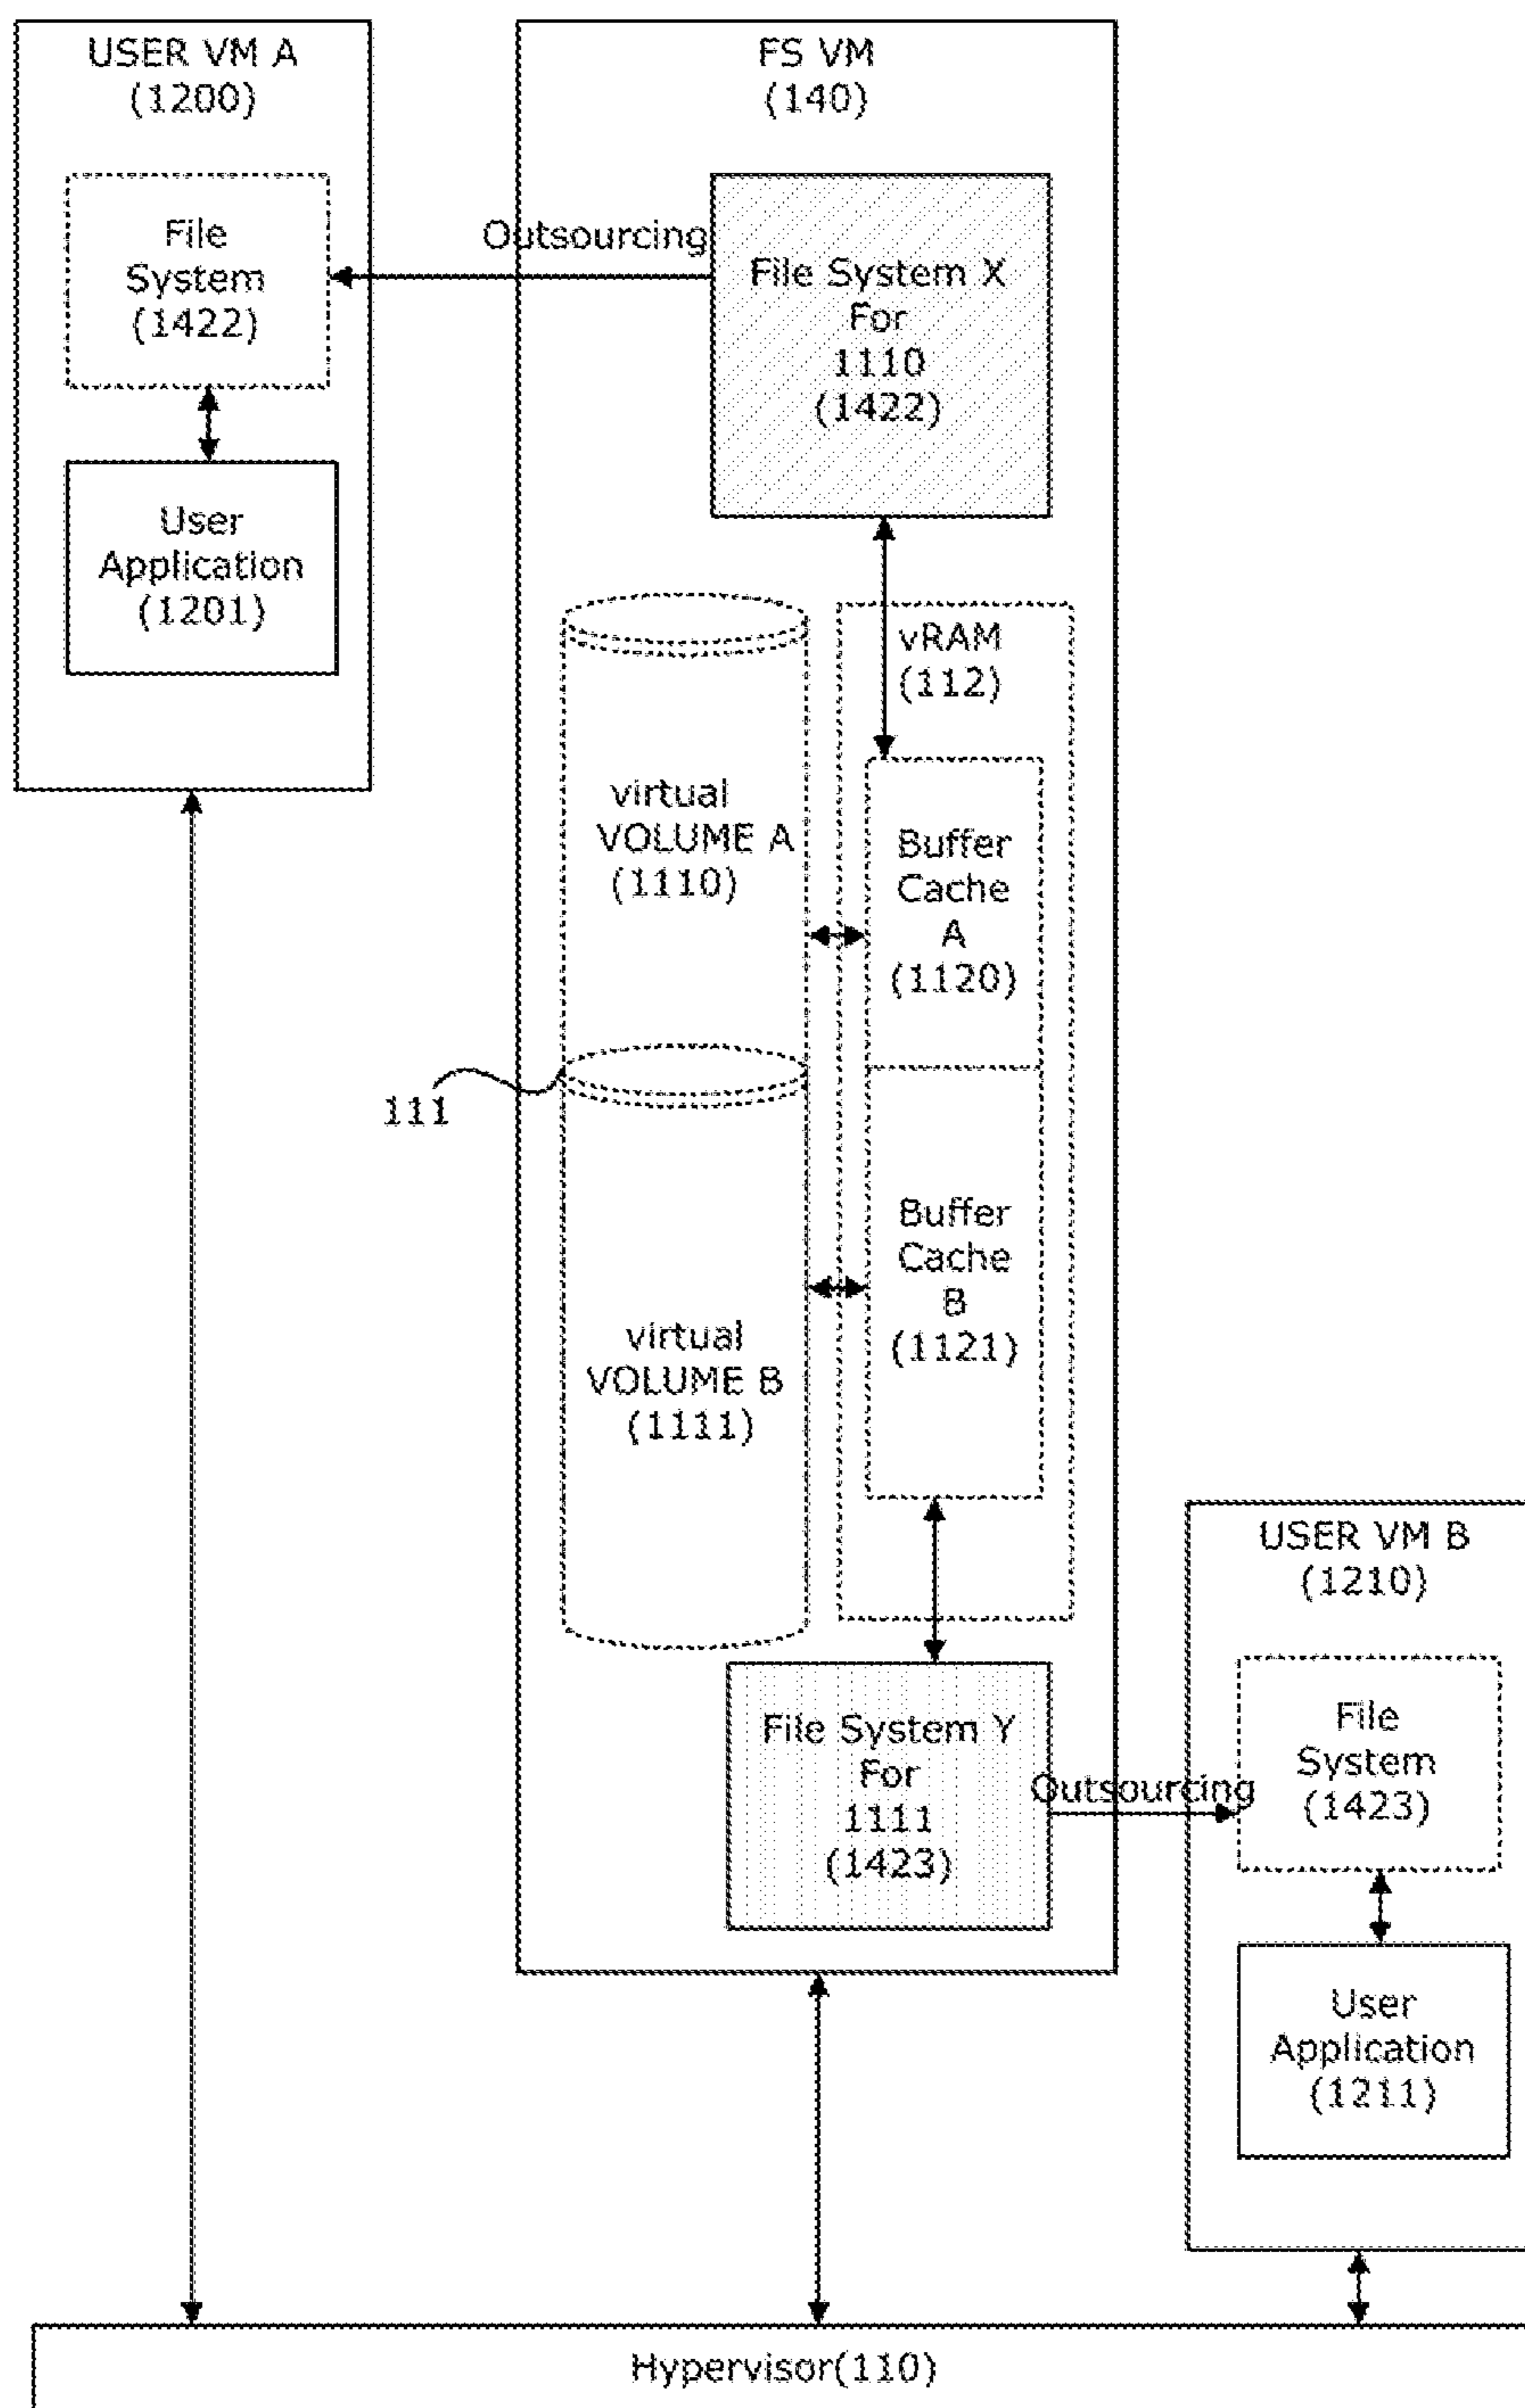 USER VM A
(1200)
File
System
(1422)
User
Application
(1201)
FS VM
(140)
Outsourcing
File System X
For
1110
(1422)
vRAM
(112)
virtual
VOLUME A
(1110)
Buffer
Cache
A
(1120)
111
Buffer
Cache
B
(1121)
virtual
VOLUME B
(1111)
File System Y
For
1111
(1423)
Outsourcing
USER VM B
(1210)
File
System
(1423)
User
Application
(1211)
Hypervisor(110)